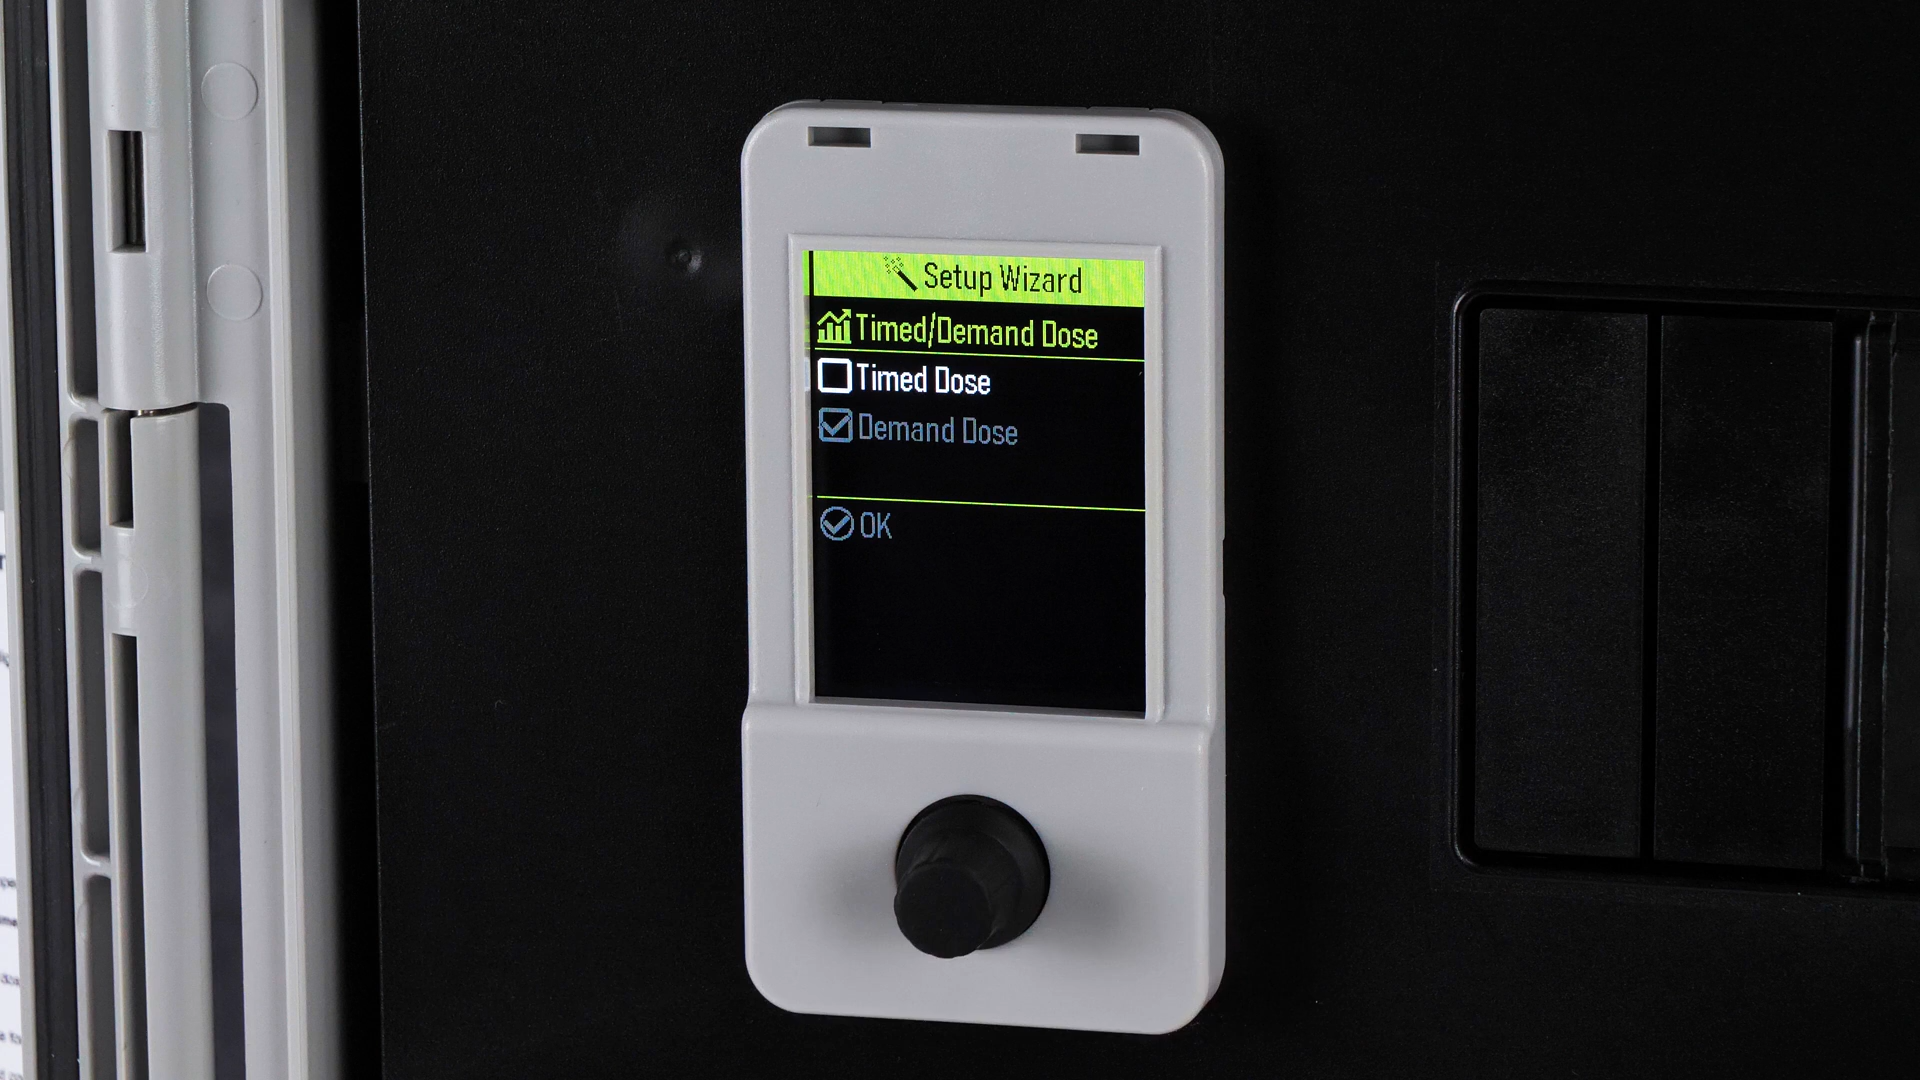 Setup Wizard
Timed/Demand Dose
Timed Dose
Demand Dose
OK